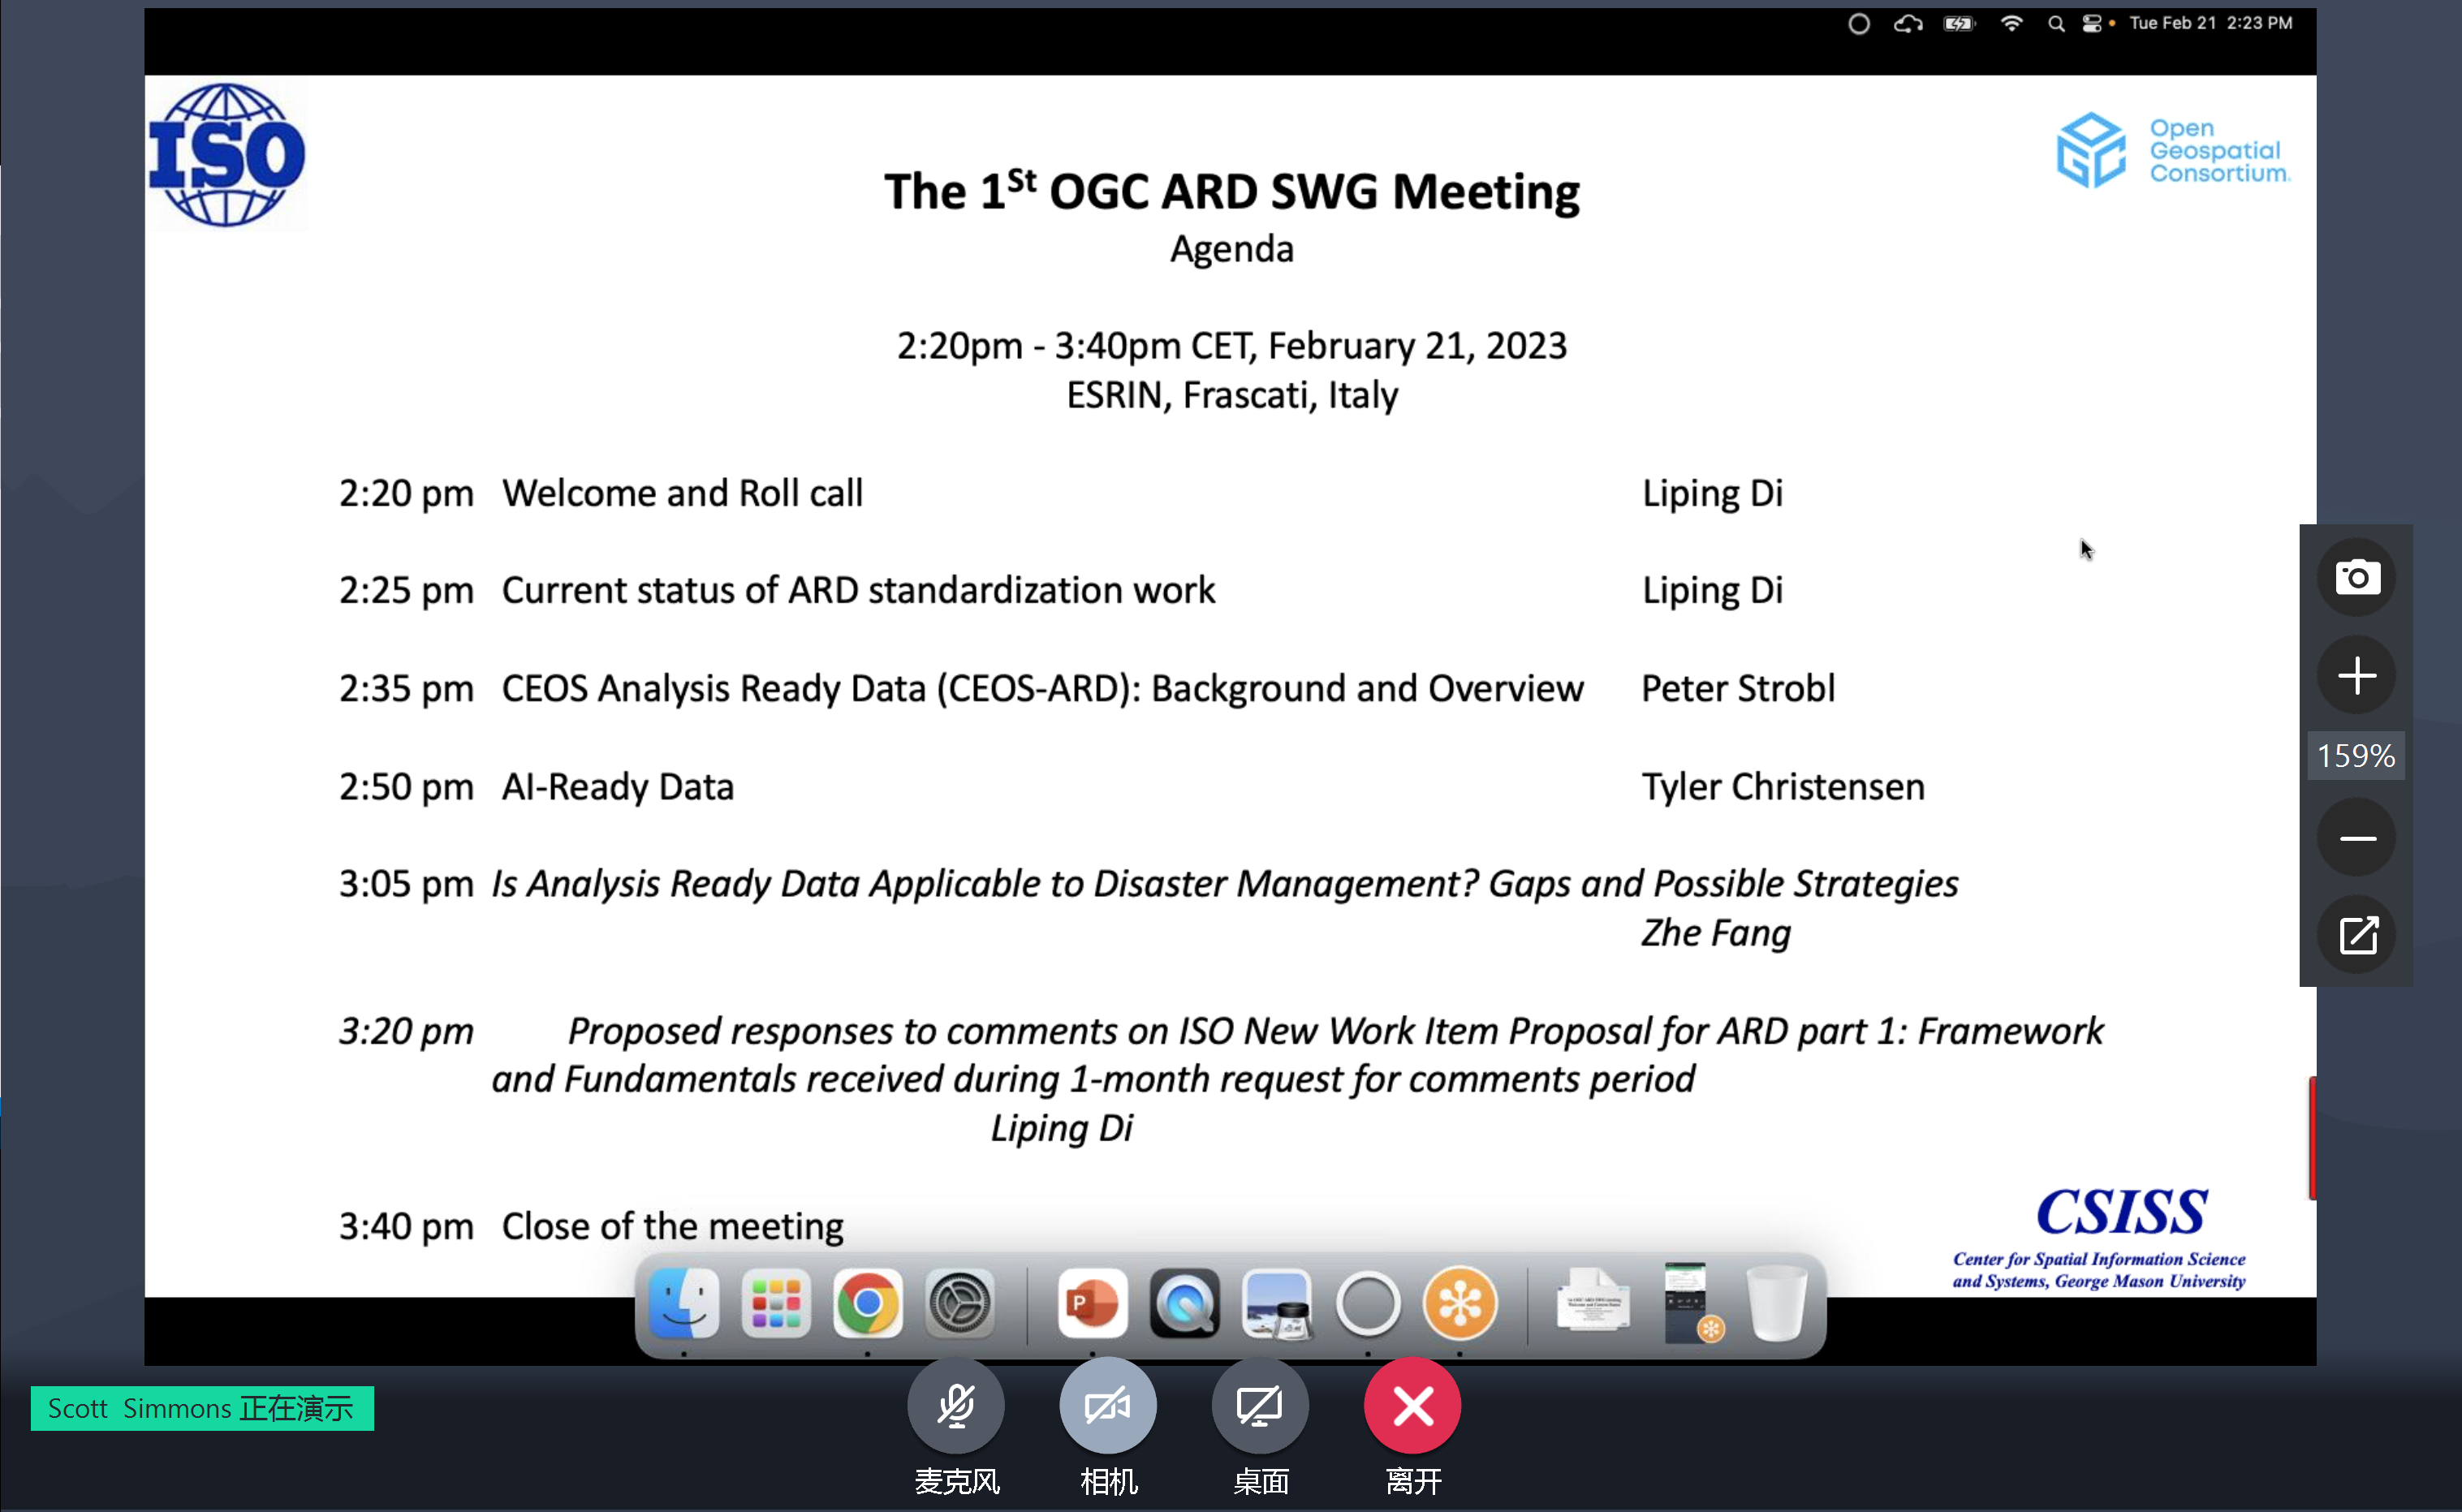 Tue Feb 21 2:23 PM
ISO
Open
Geospatial
Consortium.
The 1St OGC ARD SWG Meeting
Agenda
2:20pm - 3:40pm CET, February 21, 2023
ESRIN, Frascati, Italy
2:20 pm Welcome and Roll call Liping Di
2:25 pm Current status of ARD standardization work Liping Di
2:35 pm CEOS Analysis Ready Data (CEOS-ARD): Background and Overview Peter Strobl
2:50 pm AI-Ready Data Tyler Christensen
159%
3:05 pm Is Analysis Ready Data Applicable to Disaster Management? Gaps and Possible Strategies
Zhe Fang
3:20 pm Proposed responses to comments on ISO New Work Item Proposal for ARD part 1: Framework
and Fundamentals received during 1-month request for comments period
Liping Di
3:40 pm Close of the meeting
CSISS
Center for Spatial Information Science
and Systems, George Mason University
Scott Simmons 正在演示
麦克风 相机 桌面 离开